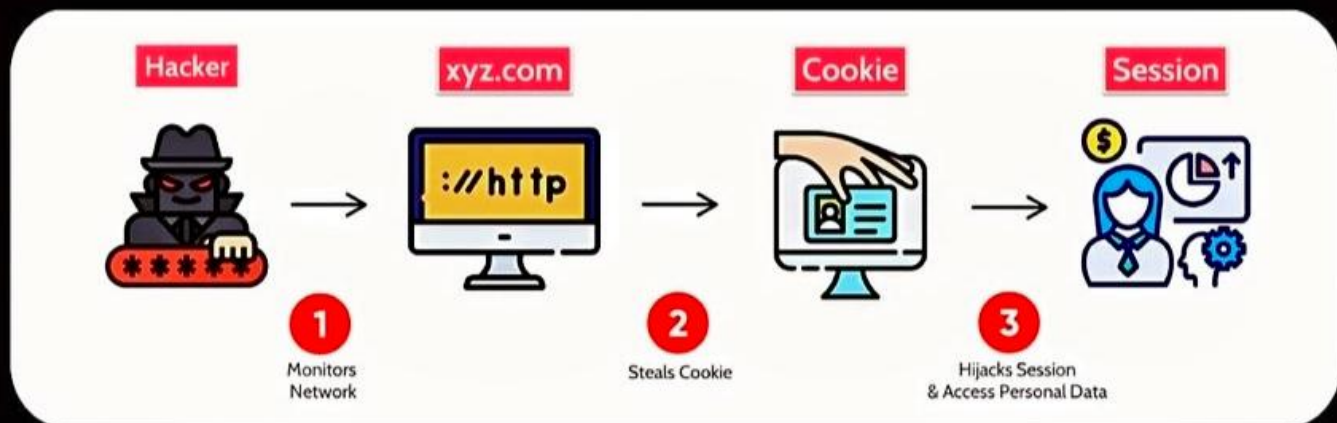 Hacker
xyz.com
Cookie
Session
://http
$
*****
1
2
3
Monitors
Network
Steals Cookie
Hijacks Session
& Access Personal Data